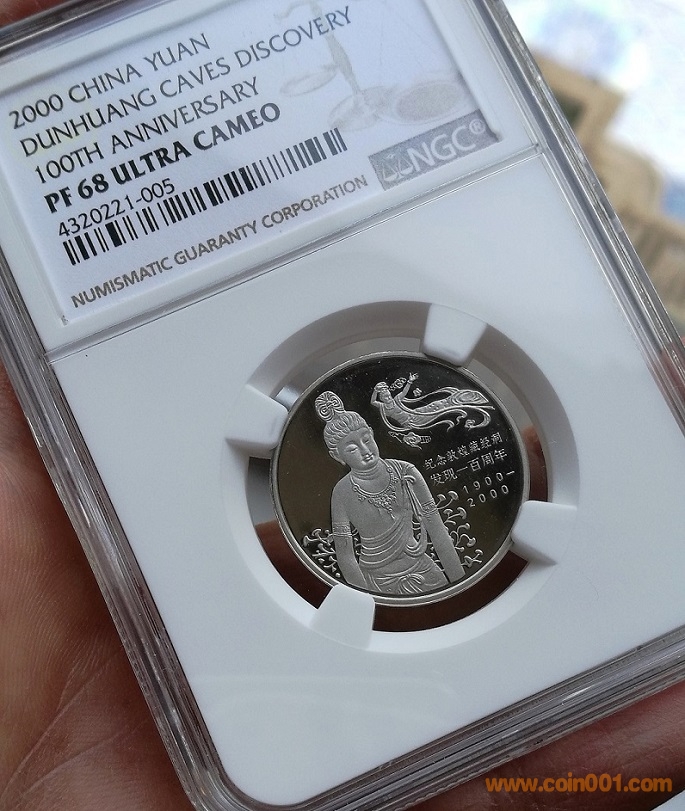 2000 CHINA YUAN
DUNHUANG CAVES DISCOVERY
100TH ANNIVERSARY
PF 68 ULTRA CAMEO
4320221-005
NGC®
NUMISMATIC GUARANTY CORPORATION
纪念敦煌藏经洞
发现一百周年
1900-
2000
www.coin001.com